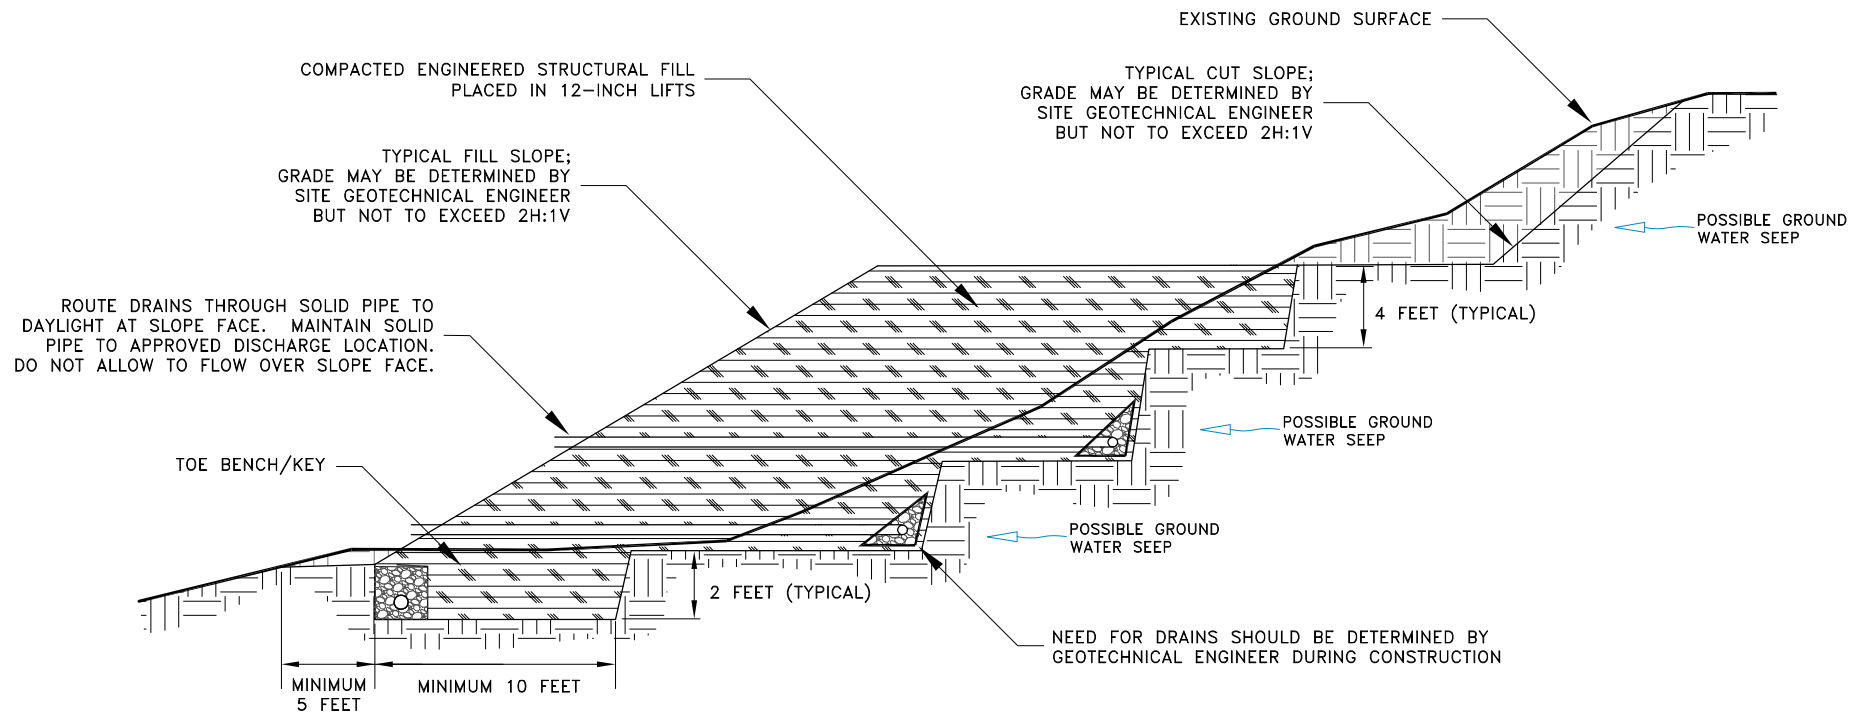 EXISTING GROUND SURFACE
COMPACTED ENGINEERED STRUCTURAL FILL
PLACED IN 12-INCH LIFTS
TYPICAL CUT SLOPE;
GRADE MAY BE DETERMINED BY
SITE GEOTECHNICAL ENGINEER
BUT NOT TO EXCEED 2H:1V
TYPICAL FILL SLOPE;
GRADE MAY BE DETERMINED BY
SITE GEOTECHNICAL ENGINEER
BUT NOT TO EXCEED 2H:1V
POSSIBLE GROUND
WATER SEEP
ROUTE DRAINS THROUGH SOLID PIPE TO
DAYLIGHT AT SLOPE FACE. MAINTAIN SOLID
PIPE TO APPROVED DISCHARGE LOCATION.
DO NOT ALLOW TO FLOW OVER SLOPE FACE.
4 FEET (TYPICAL)
POSSIBLE GROUND
WATER SEEP
TOE BENCH/KEY
POSSIBLE GROUND
WATER SEEP
2 FEET (TYPICAL)
NEED FOR DRAINS SHOULD BE DETERMINED BY
GEOTECHNICAL ENGINEER DURING CONSTRUCTION
MINIMUM
5 FEET
MINIMUM 10 FEET